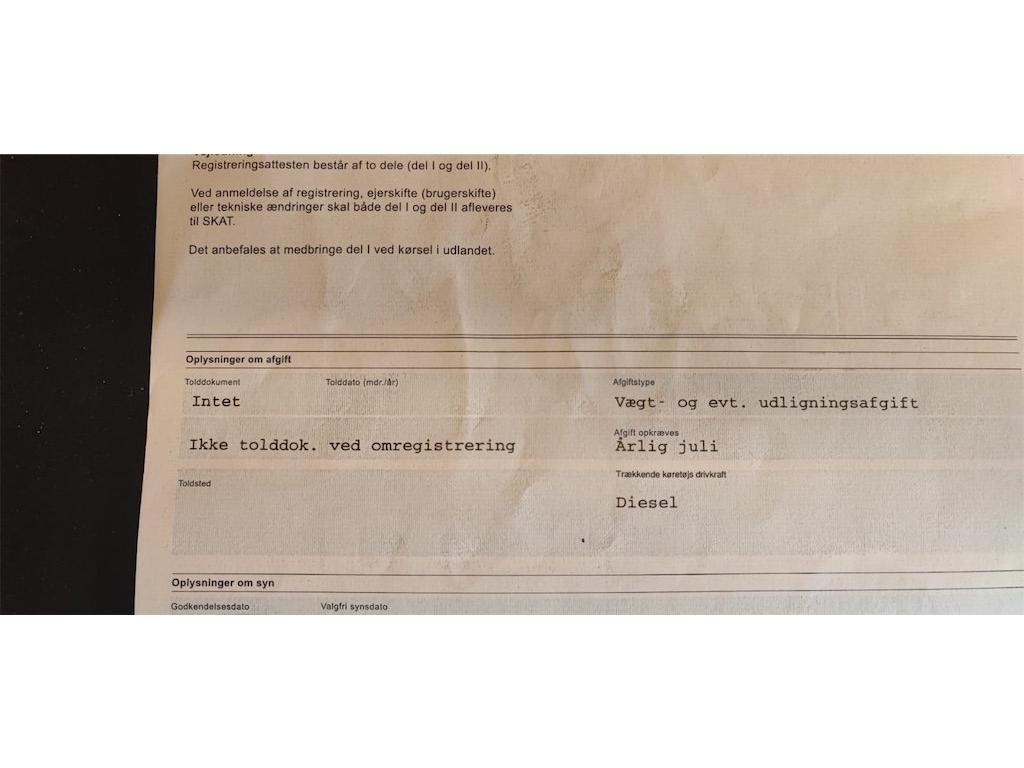 Registreringsattesten består af to dele (del I og del II).
Ved anmeldelse af registrering, ejerskifte (brugerskifte)
eller tekniske ændringer skal både del I og del II afleveres
til SKAT.
Det anbefales at medbringe del I ved kørsel i udlandet.
Oplysninger om afgift
Tolddokument Tolddato (mdr./år) Afgiftstype
Intet Vægt- og evt. udligningsafgift
Afgift opkræves
Ikke tolddok. ved omregistrering Årlig juli
Trækkende køretøjs drivkraft
Toldsted
Diesel
Oplysninger om syn
Godkendelsesdato Valgfri synsdato